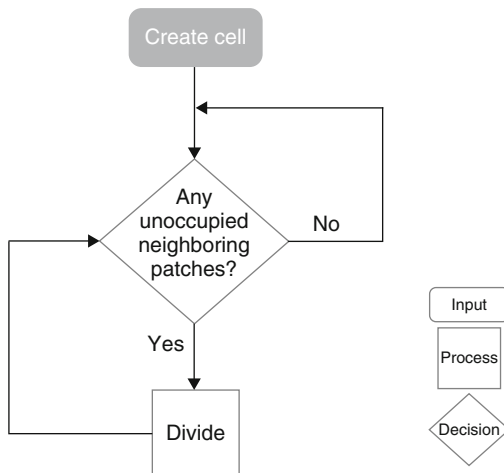 Create cell
Any
unoccupied
neighboring
patches?
No
Yes
Divide
Input
Process
Decision